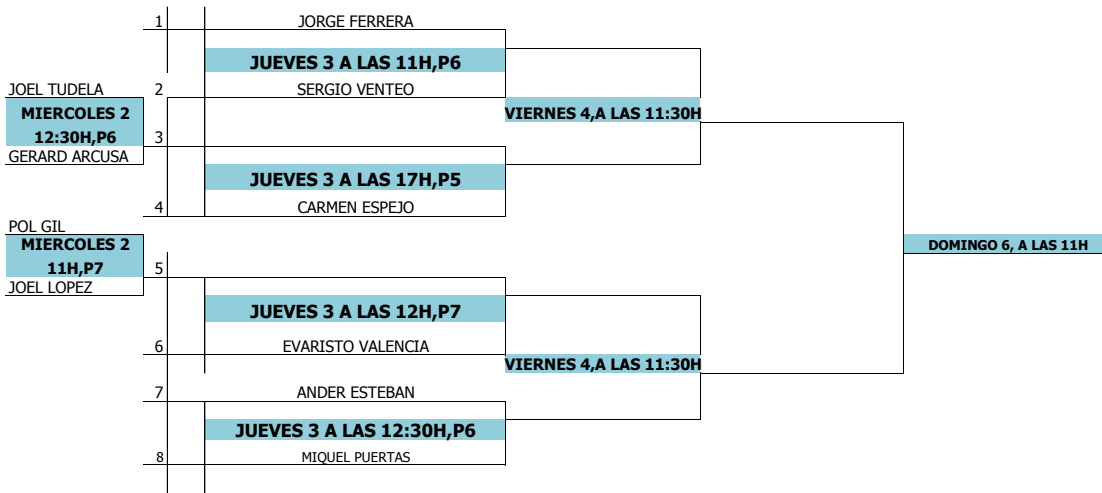 1 JORGE FERRERA
JUEVES 3 A LAS 11H,P6
JOEL TUDELA 2 SERGIO VENTEO
MIERCOLES 2 VIERNES 4,A LAS 11:30H
12:30H,P6 3
GERARD ARCUSA
JUEVES 3 A LAS 17H,P5
4 CARMEN ESPEJO
POL GIL
MIERCOLES 2 DOMINGO 6, A LAS 11H
11H,P7 5
JOEL LOPEZ
JUEVES 3 A LAS 12H,P7
6 EVARISTO VALENCIA
VIERNES 4,A LAS 11:30H
7 ANDER ESTEBAN
JUEVES 3 A LAS 12:30H,P6
8 MIQUEL PUERTAS